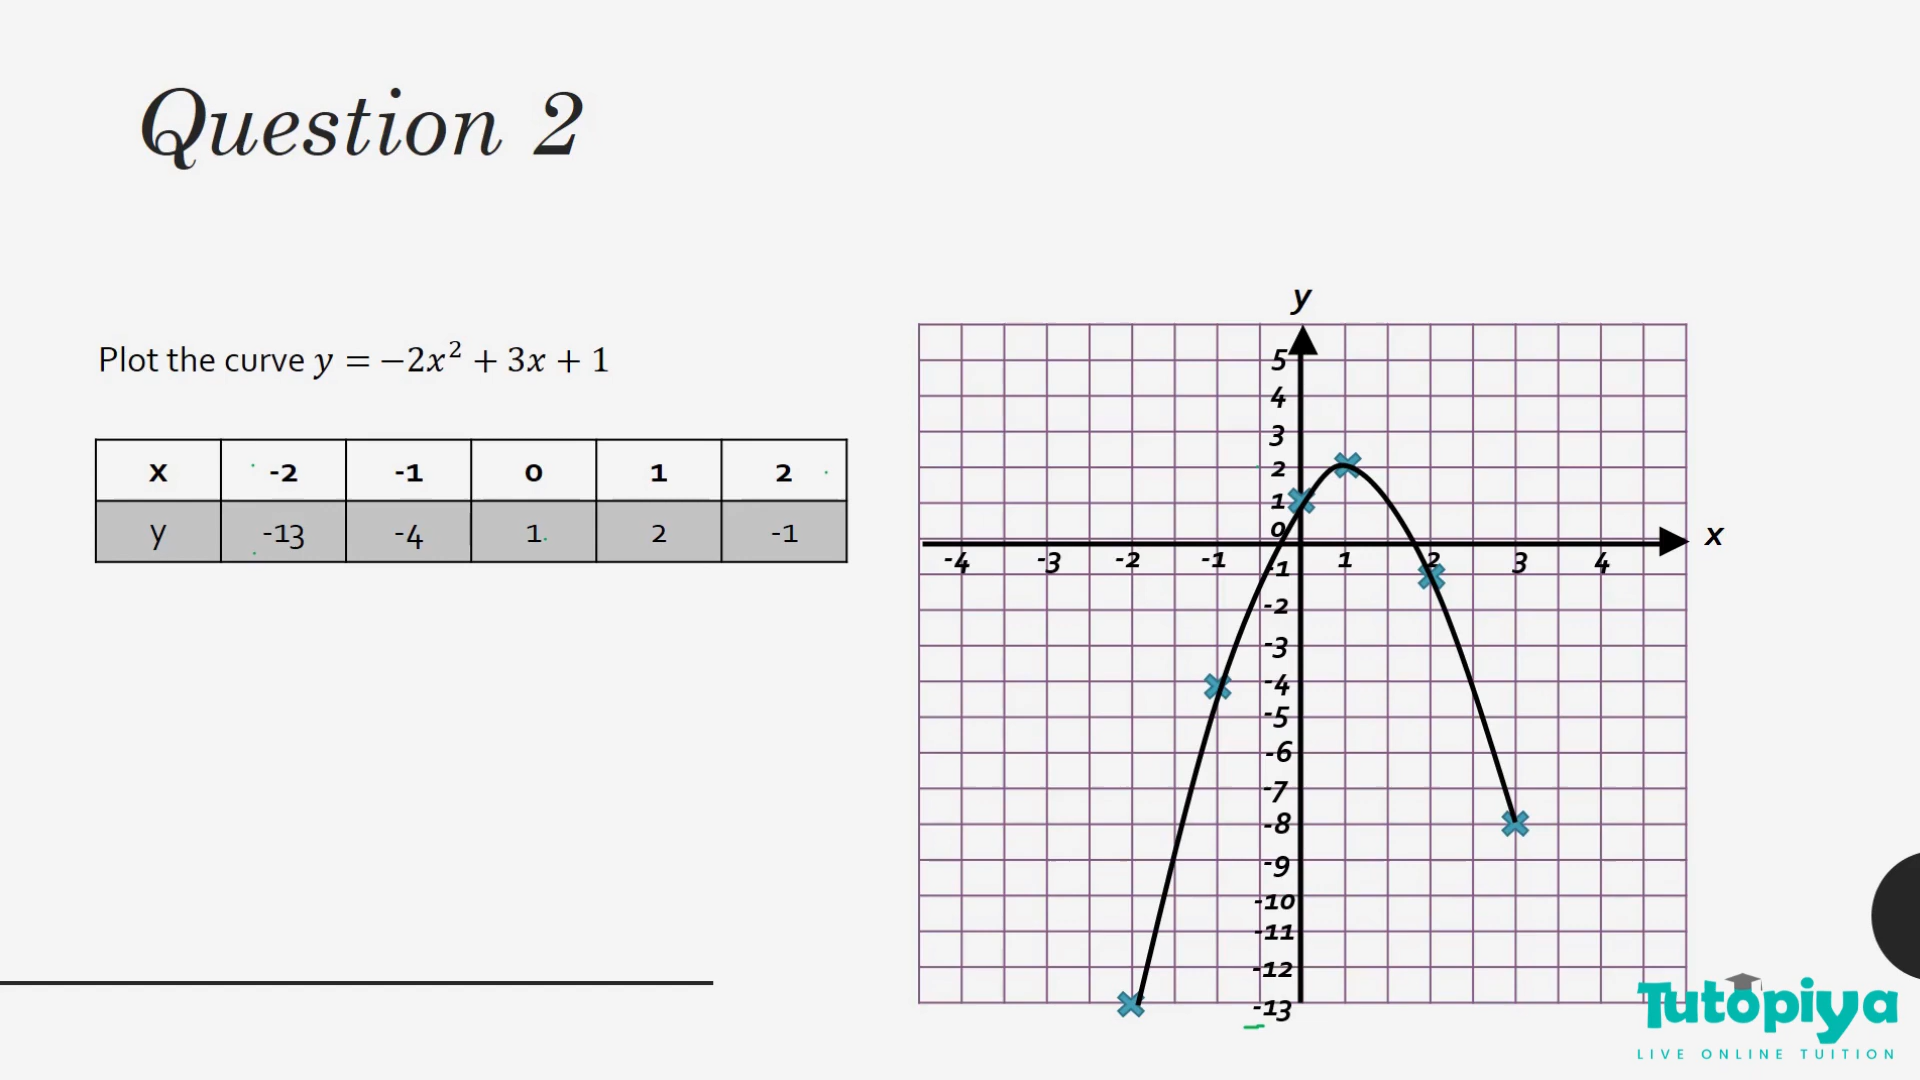 Question 2
Plot the curve y = −2x² + 3x + 1
x -2 -1 0 1 2
y -13 -4 1 2 -1
y
5
4
3
2
1
0
x
-4 -3 -2 -1 1 2 3 4
-1
-2
-3
-4
-5
-6
-7
-8
-9
-10
-11
-12
-13
Tutopiya
LIVE ONLINE TUITION